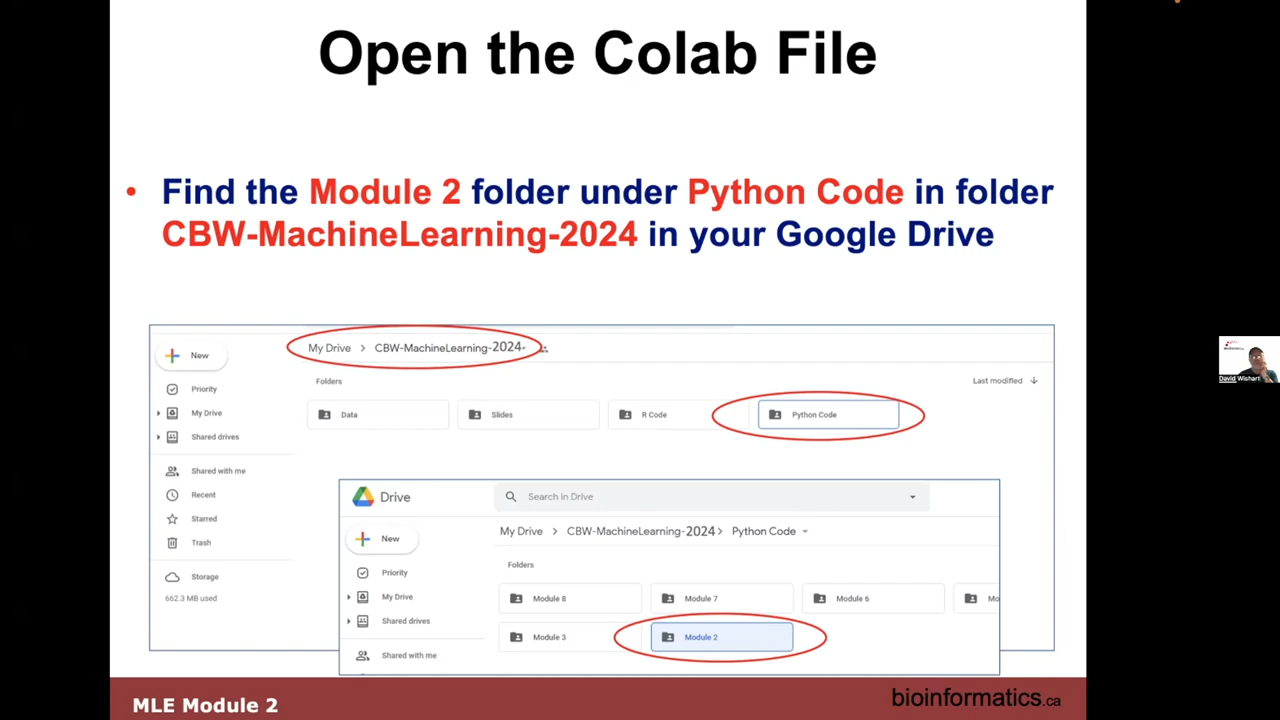 Open the Colab File
• Find the Module 2 folder under Python Code in folder
CBW-MachineLearning-2024 in your Google Drive
My Drive > CBW-MachineLearning-2024
New
Folders
Last modified ↓
Priority
My Drive
Data
Slides
R Code
Python Code
Shared drives
Shared with me
Recent
Starred
Trash
Storage
662.3 MB used
Drive
Search in Drive
My Drive > CBW-MachineLearning-2024 > Python Code
New
Folders
Priority
My Drive
Shared drives
Shared with me
Module 8
Module 7
Module 6
Mo
Module 3
Module 2
David Wishart
MLE Module 2
bioinformatics.ca